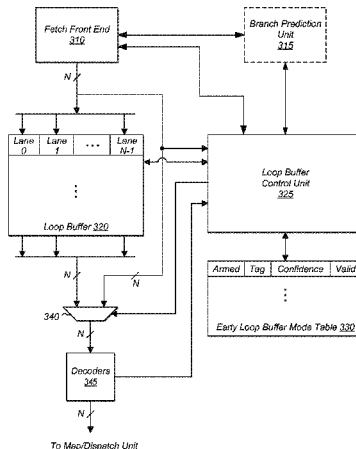 Fetch Front End
310
Branch Prediction
Unit
315
N
Lane
0
Lane
1
• • •
Lane
N-1
Loop Buffer 320
Loop Buffer
Control Unit
325
N
N
340
N
Armed Tag Confidence Valid
Early Loop Buffer Mode Table 330
Decoders
345
N
To Map/Dispatch Unit